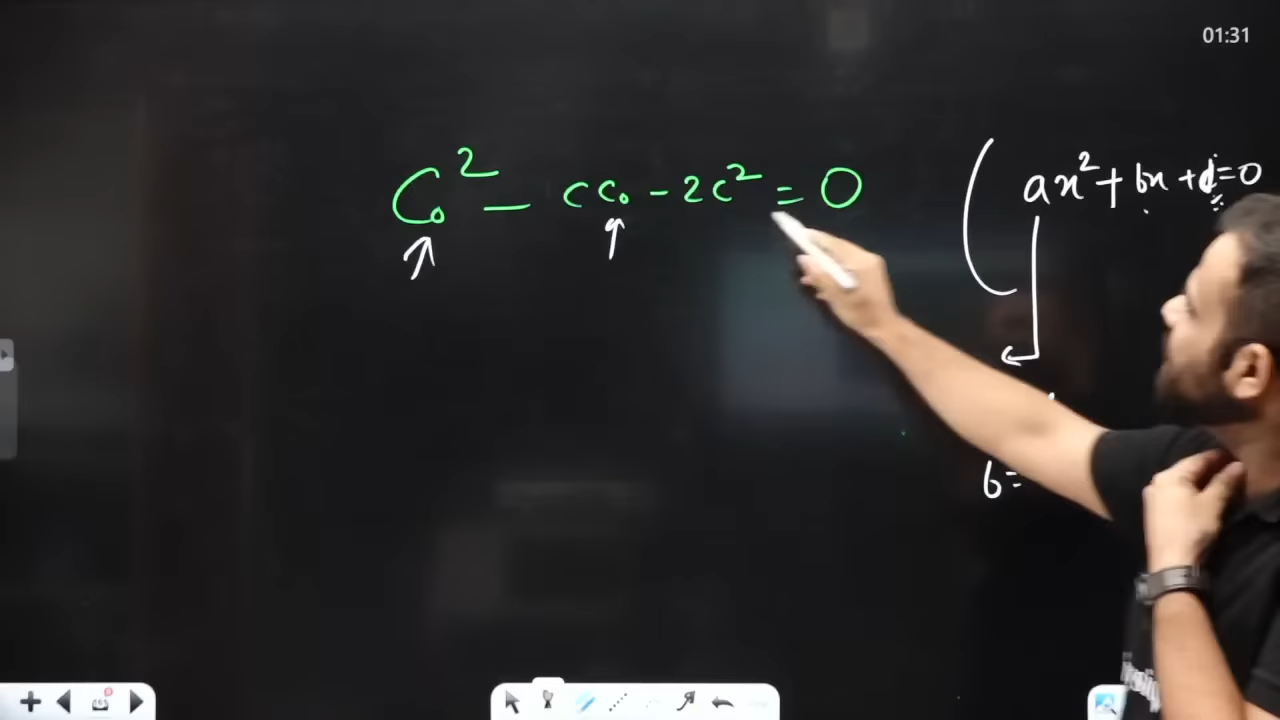 01:31
C₀² - CC₀ - 2C² = 0
ax² + bx + d = 0
b =